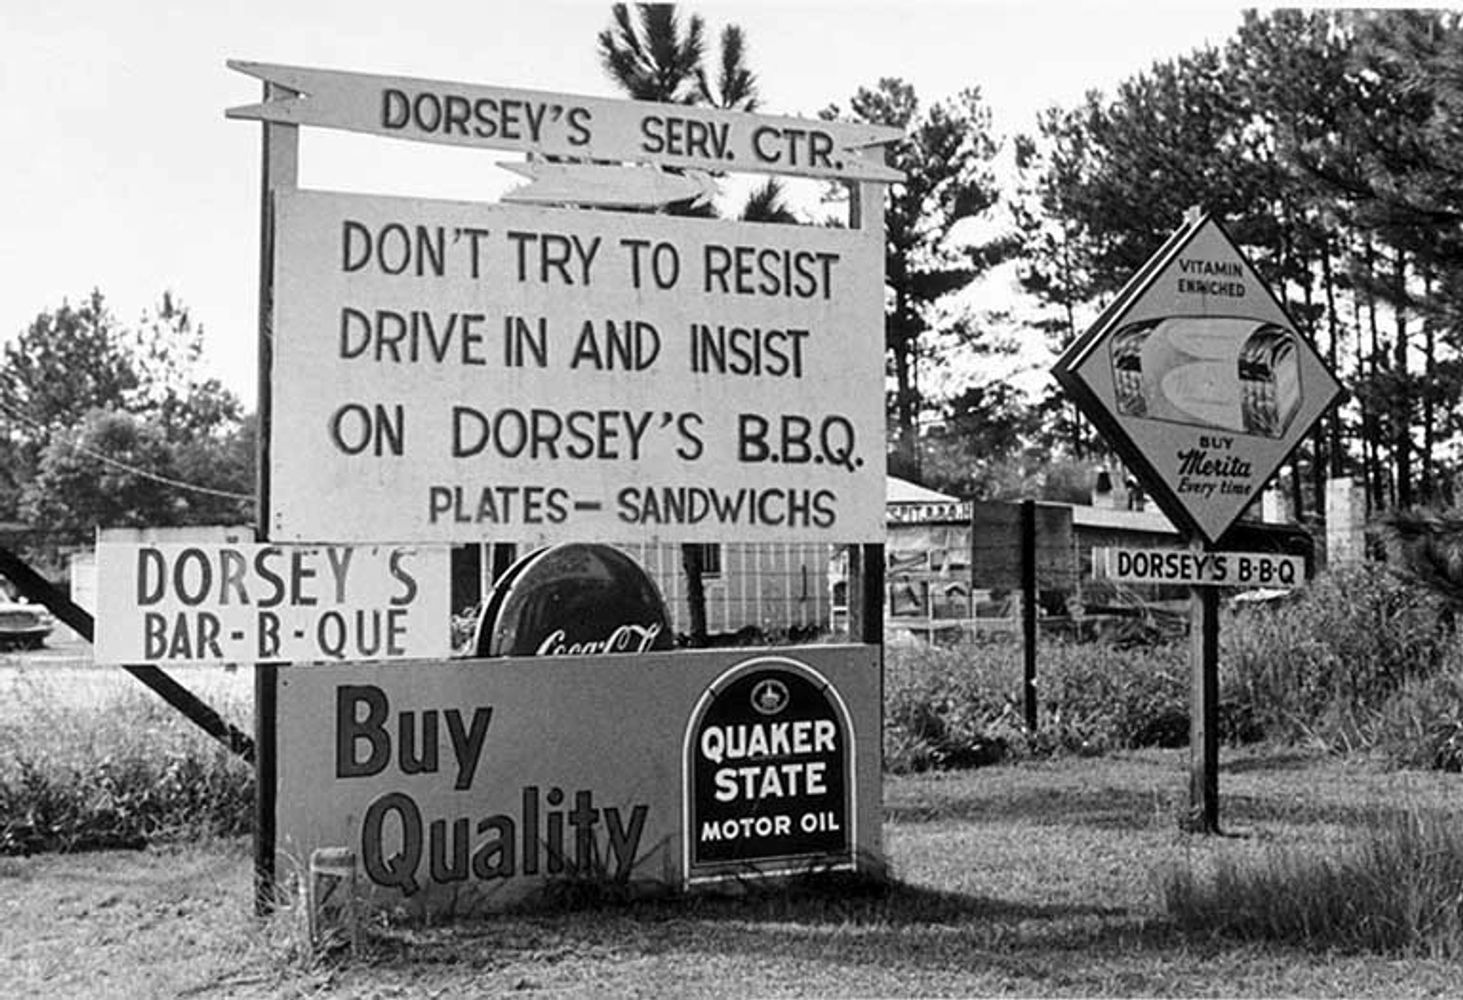 DORSEY'S SERV. CTR.
DON'T TRY TO RESIST
DRIVE IN AND INSIST
ON DORSEY'S B.B.Q.
PLATES - SANDWICHS
DORSEY'S
BAR-B-QUE
Coca-Col
Buy
Quality
QUAKER
STATE
MOTOR OIL
VITAMIN
ENRICHED
BUY
Merita
Every time
DORSEY'S B-B-Q